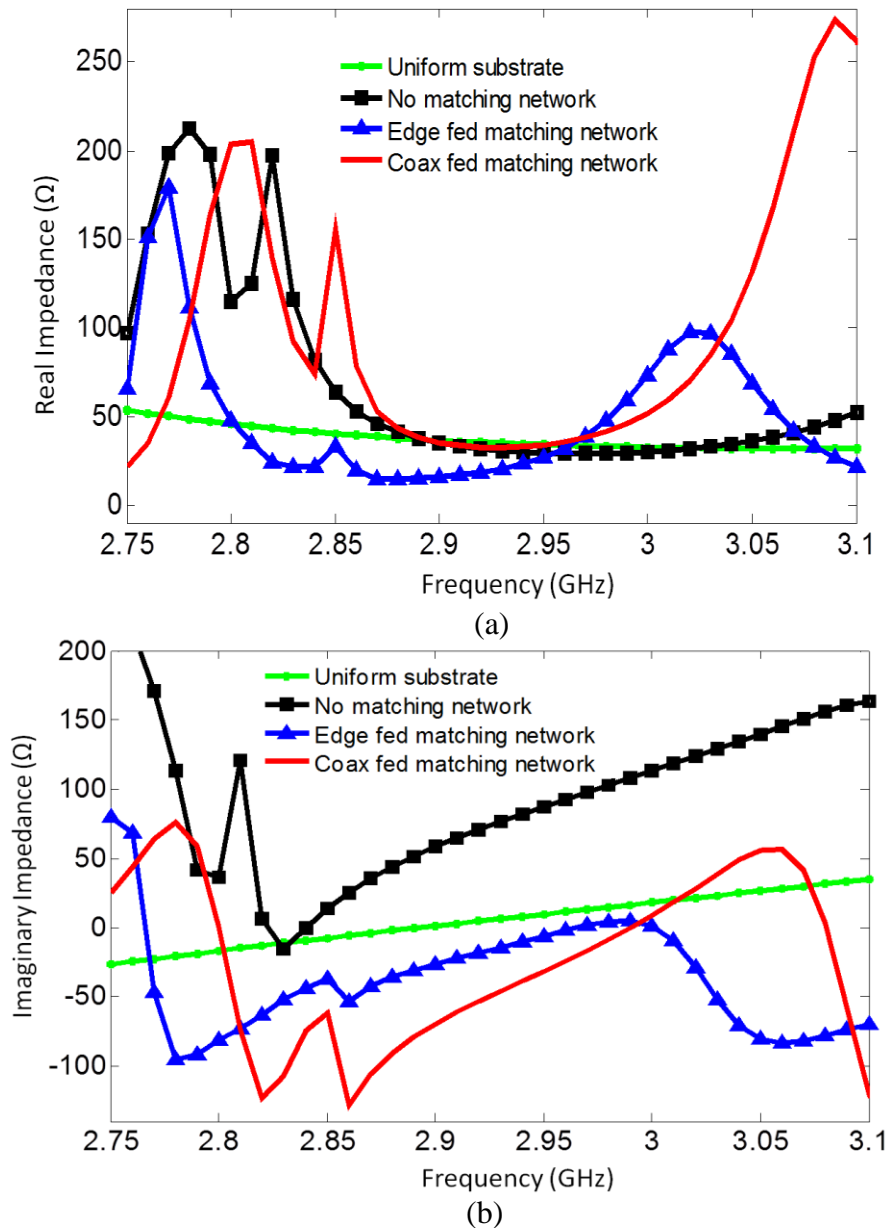 250
200
150
100
50
0
Real Impedance (Ω)
Uniform substrate
No matching network
Edge fed matching network
Coax fed matching network
2.75 2.8 2.85 2.9 2.95 3 3.05 3.1
Frequency (GHz)
(a)
200
150
100
50
0
-50
-100
Imaginary Impedance (Ω)
Uniform substrate
No matching network
Edge fed matching network
Coax fed matching network
2.75 2.8 2.85 2.9 2.95 3 3.05 3.1
Frequency (GHz)
(b)